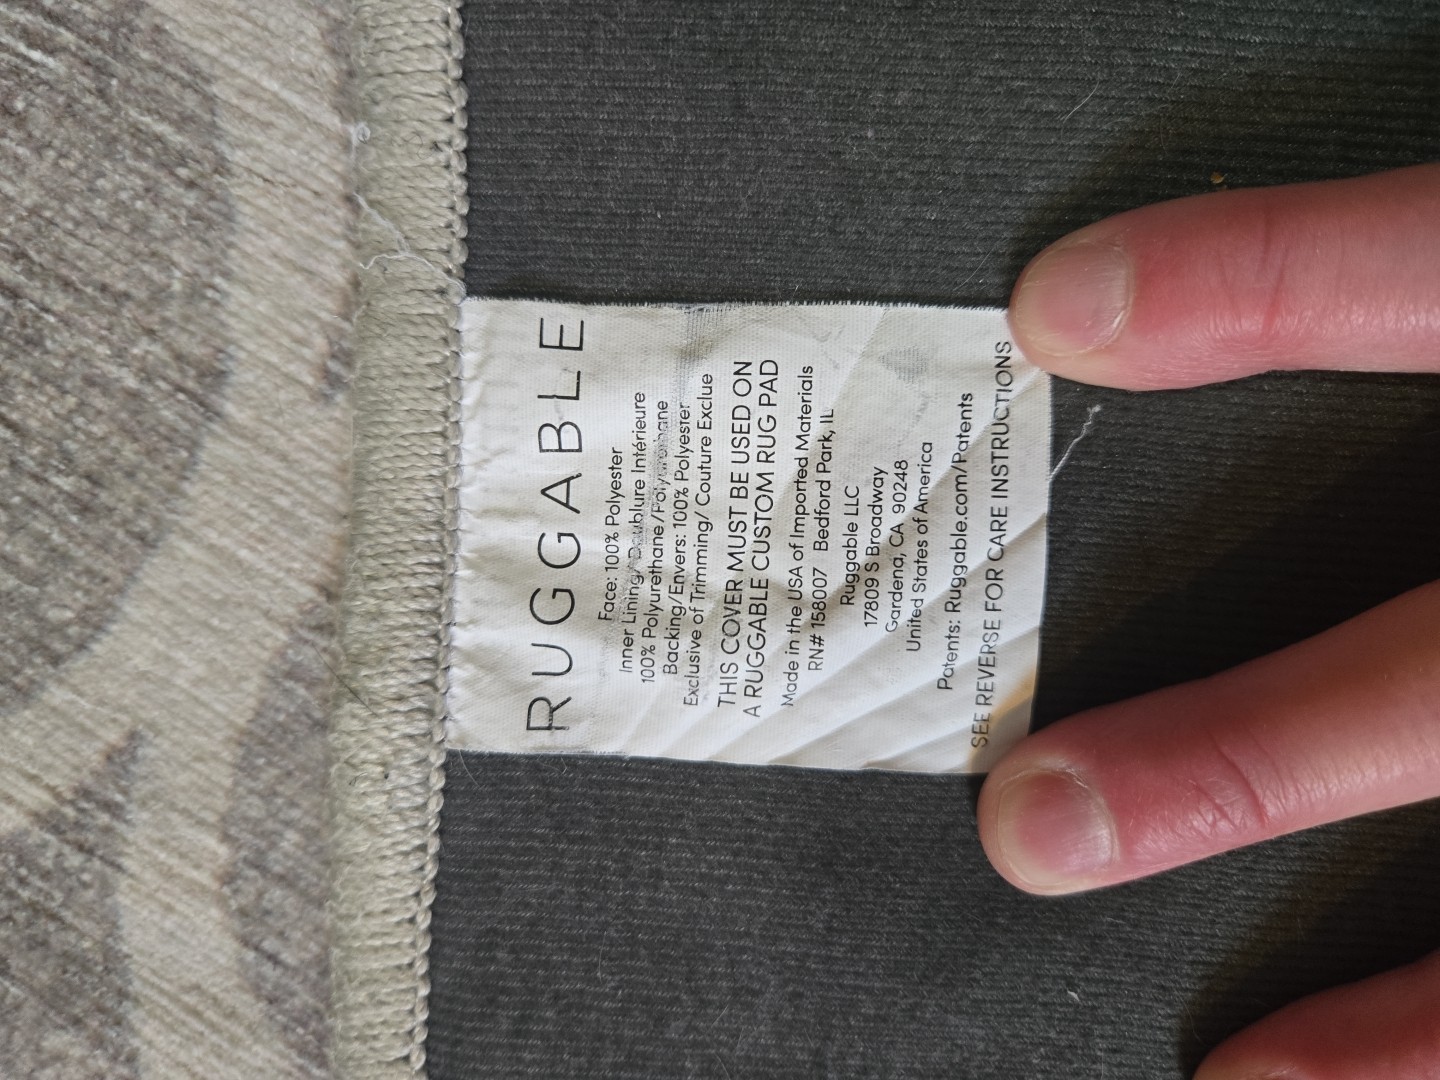 RUGGABLE
Face: 100% Polyester
Inner Lining/Doublure Intérieure
100% Polyurethane/Polyurethane
Backing/Envers: 100% Polyester
Exclusive of Trimming/ Couture Exclue
THIS COVER MUST BE USED ON
A RUGGABLE CUSTOM RUG PAD
Made in the USA of Imported Materials
RN# 158007 Bedford Park, IL
Ruggable LLC
17809 S Broadway
Gardena, CA 90248
United States of America
Patents: Ruggable.com/Patents
SEE REVERSE FOR CARE INSTRUCTIONS